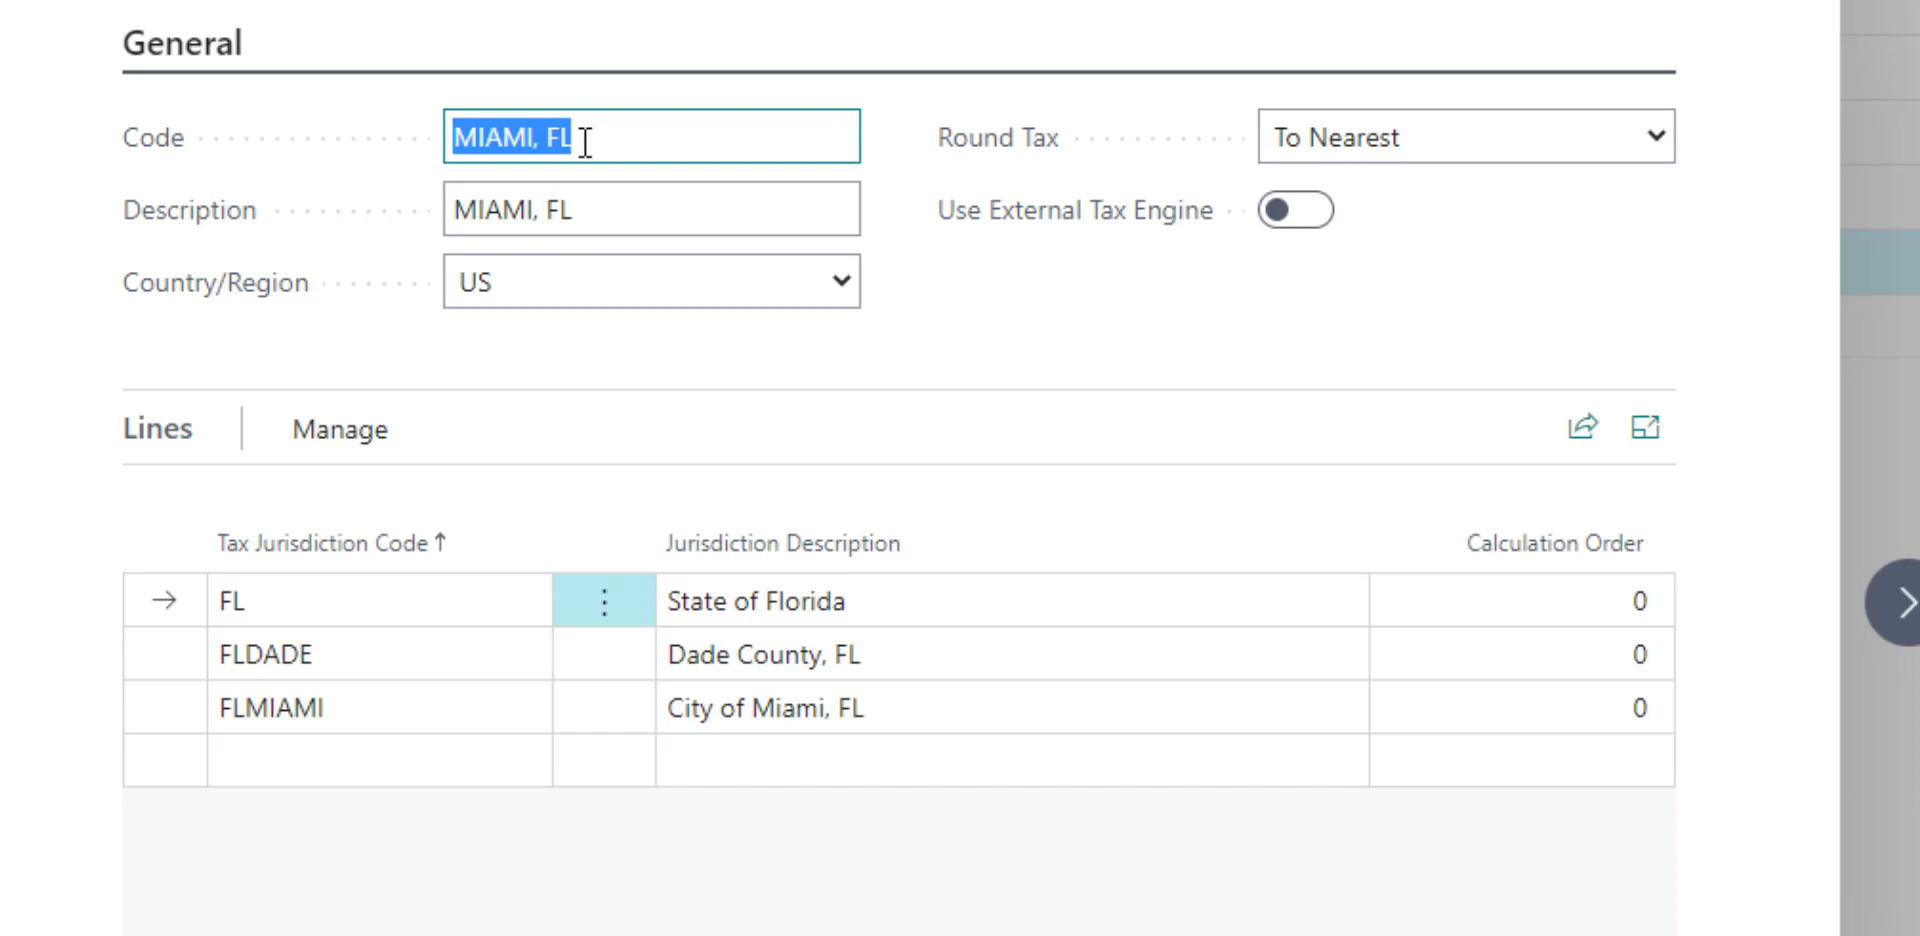 General
Code MIAMI, FL Round Tax To Nearest
Description MIAMI, FL Use External Tax Engine
Country/Region US
Lines Manage
Tax Jurisdiction Code ↑ Jurisdiction Description Calculation Order
FL State of Florida 0
FLDADE Dade County, FL 0
FLMIAMI City of Miami, FL 0